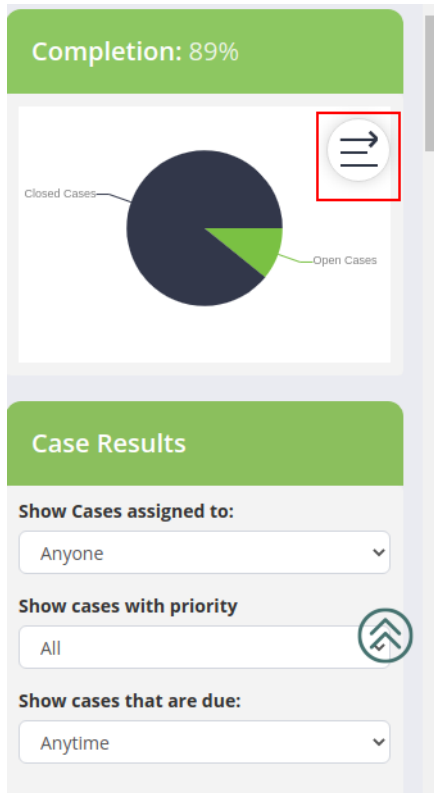 Completion: 89%
Closed Cases
Open Cases
Case Results
Show Cases assigned to:
Anyone
Show cases with priority
All
Show cases that are due:
Anytime